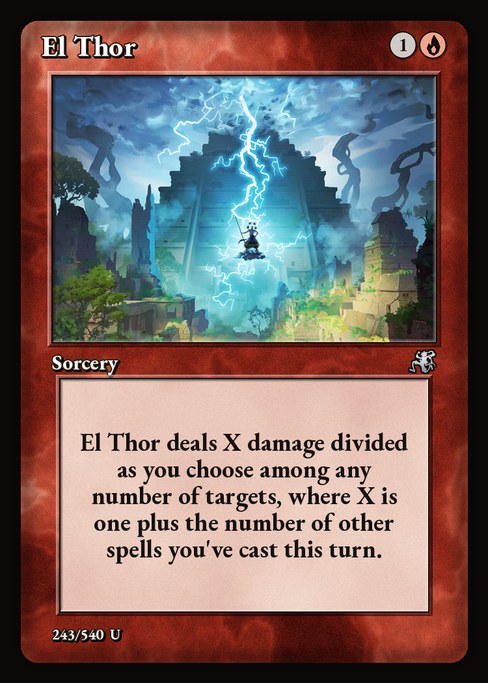 El Thor 1
Sorcery
El Thor deals X damage divided
as you choose among any
number of targets, where X is
one plus the number of other
spells you've cast this turn.
243/540 U